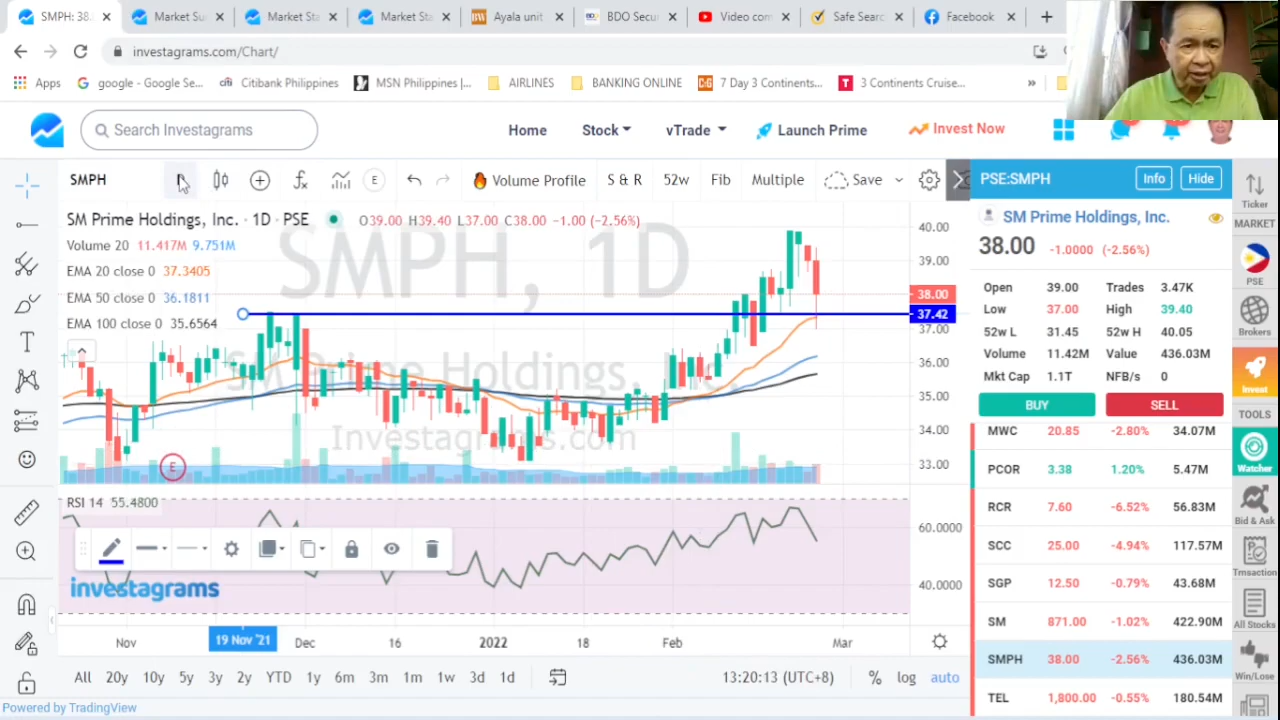 SMPH: 38.
Market Su
Market Sta
Market Sta
Ayala unit
BDO Secu
Video com
Safe Sear
Facebook
investagrams.com/Chart/
Apps
google - Google Se...
Citibank Philippines
MSN Philippines |...
AIRLINES
BANKING ONLINE
7 Day 3 Continents...
3 Continents Cruise...
»
Search Investagrams
Home
Stock
vTrade
Launch Prime
Invest Now
SMPH
E
Volume Profile
S & R
52w
Fib
Multiple
Save
PSE:SMPH
Info
Hide
Ticker
SM Prime Holdings, Inc. · 1D · PSE
O39.00 H39.40 L37.00 C38.00 -1.00 (-2.56%)
Volume 20 11.417M 9.751M
EMA 20 close 0 37.3405
EMA 50 close 0 36.1811
EMA 100 close 0 35.6564
SMPH, 1D
SM Prime Holdings, Inc.
Investagrams.com
E
40.00
39.00
38.00
37.42
37.00
36.00
35.00
34.00
33.00
RSI 14 55.4800
60.0000
40.0000
investagrams
Nov
19 Nov '21
Dec
16
2022
18
Feb
Mar
All
20y
10y
5y
3y
2y
YTD
1y
6m
3m
1m
1w
3d
1d
13:20:13 (UTC+8)
%
log
auto
Powered by TradingView
SM Prime Holdings, Inc.
38.00 -1.0000 (-2.56%)
Open 39.00 Trades 3.47K
Low 37.00 High 39.40
52w L 31.45 52w H 40.05
Volume 11.42M Value 436.03M
Mkt Cap 1.1T NFB/s 0
BUY
SELL
MWC 20.85 -2.80% 34.07M
PCOR 3.38 1.20% 5.47M
RCR 7.60 -6.52% 56.83M
SCC 25.00 -4.94% 117.57M
SGP 12.50 -0.79% 43.68M
SM 871.00 -1.02% 422.90M
SMPH 38.00 -2.56% 436.03M
TEL 1,800.00 -0.55% 180.54M
MARKET
PSE
Brokers
Invest
TOOLS
Watcher
Bid & Ask
Trnsaction
All Stocks
Win/Lose